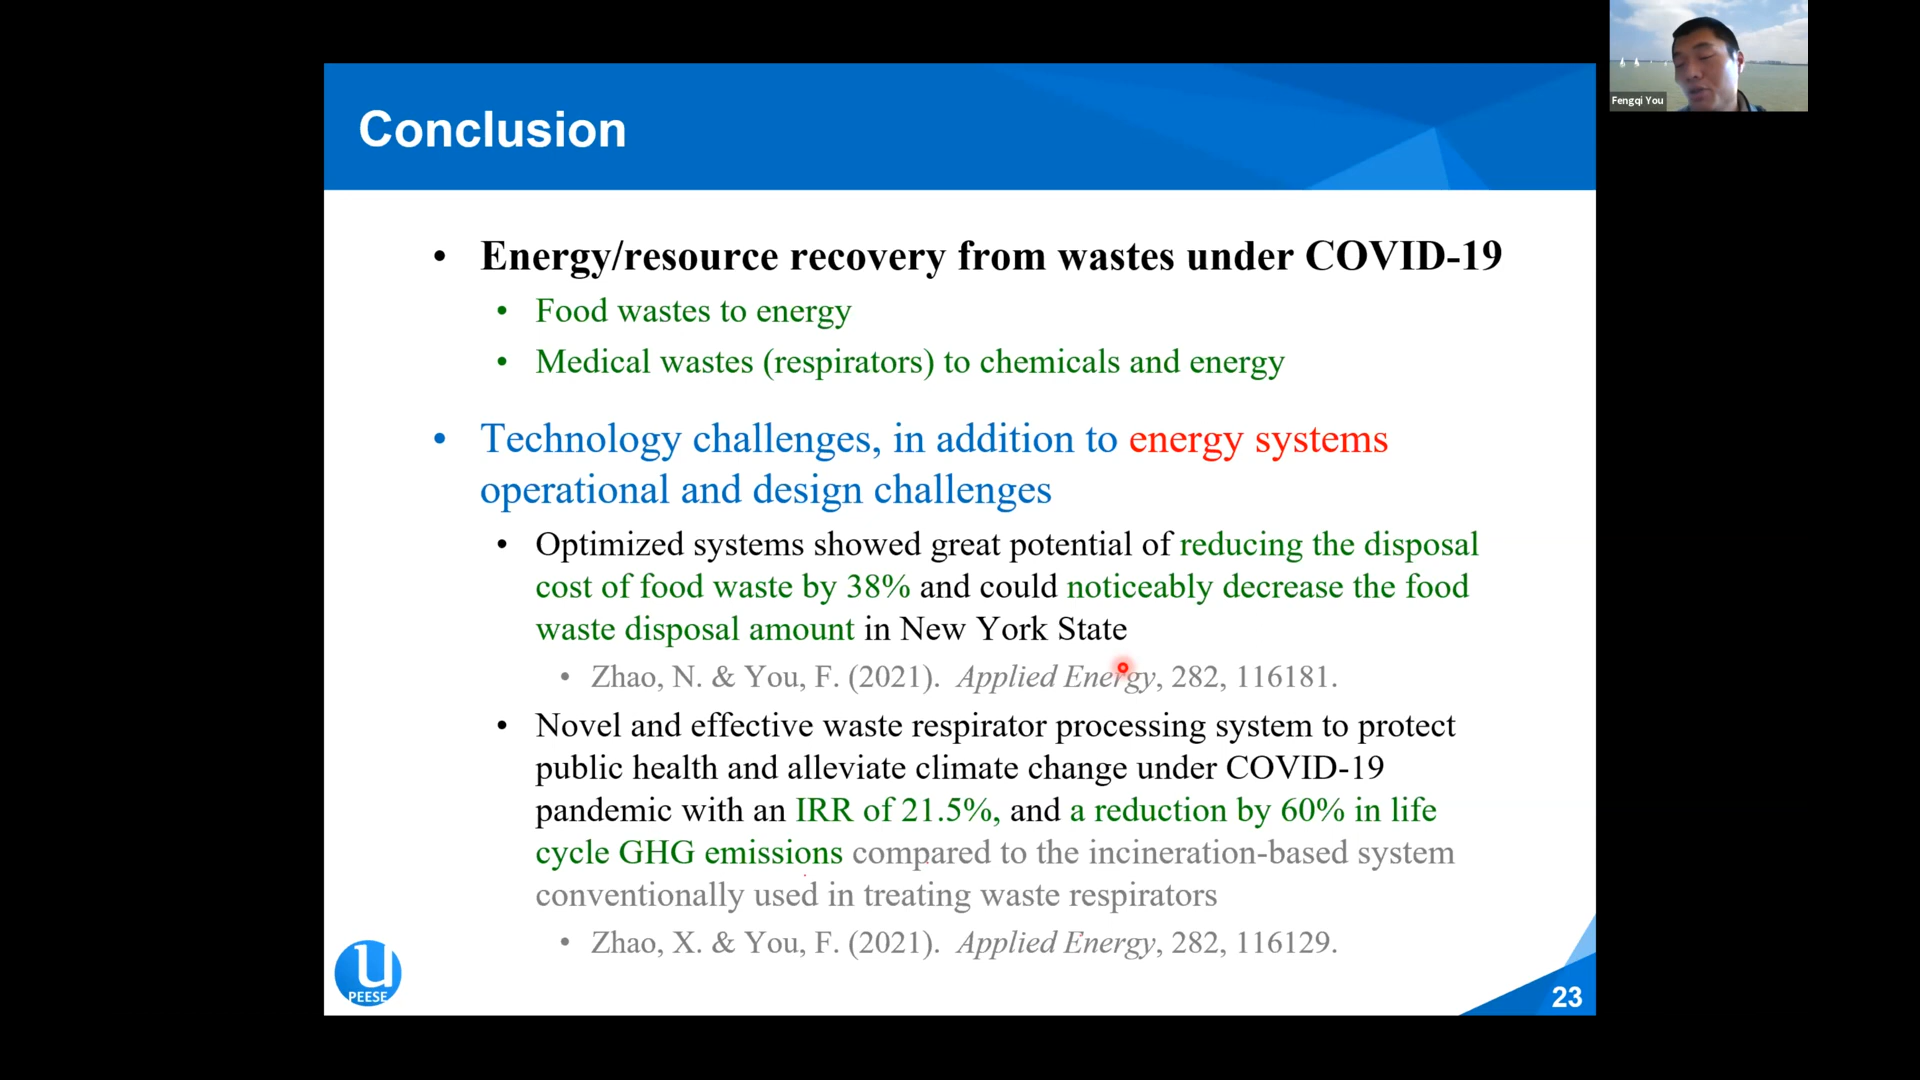 Fengqi You
Conclusion
• Energy/resource recovery from wastes under COVID-19
• Food wastes to energy
• Medical wastes (respirators) to chemicals and energy
• Technology challenges, in addition to energy systems
operational and design challenges
• Optimized systems showed great potential of reducing the disposal
cost of food waste by 38% and could noticeably decrease the food
waste disposal amount in New York State
• Zhao, N. & You, F. (2021). Applied Energy, 282, 116181.
• Novel and effective waste respirator processing system to protect
public health and alleviate climate change under COVID-19
pandemic with an IRR of 21.5%, and a reduction by 60% in life
cycle GHG emissions compared to the incineration-based system
conventionally used in treating waste respirators
• Zhao, X. & You, F. (2021). Applied Energy, 282, 116129.
u
PEESE
23